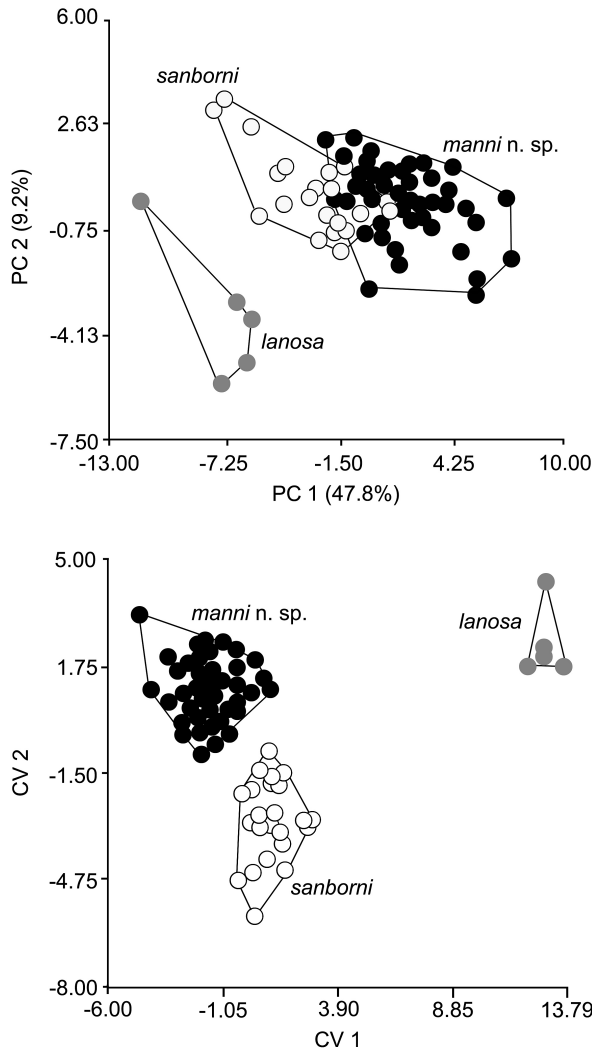 6.00
sanborni
2.63
manni n. sp.
PC 2 (9.2%)
-0.75
-4.13
lanosa
-7.50
-13.00 -7.25 -1.50 4.25 10.00
PC 1 (47.8%)
5.00
manni n. sp.
lanosa
1.75
CV 2
-1.50
-4.75
sanborni
-8.00
-6.00 -1.05 3.90 8.85 13.79
CV 1